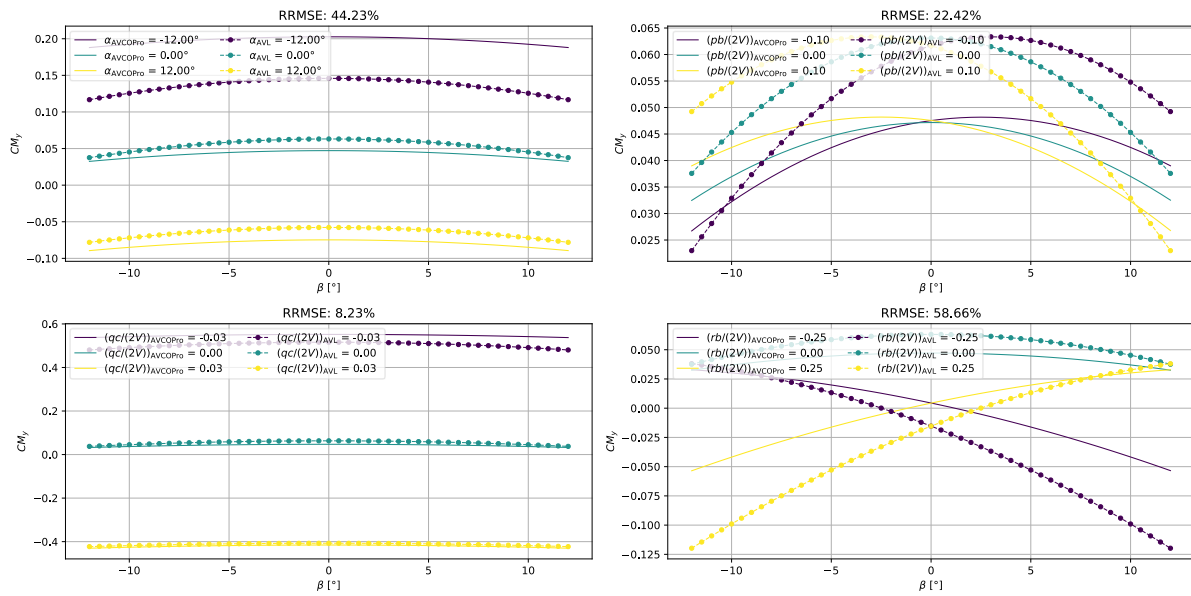 RRMSE: 44.23%
α_AVCOPro = -12.00° α_AVL = -12.00°
α_AVCOPro = 0.00° α_AVL = 0.00°
α_AVCOPro = 12.00° α_AVL = 12.00°
0.20
0.15
0.10
0.05
0.00
−0.05
−0.10
CM_y
−10 −5 0 5 10
β [°]
RRMSE: 22.42%
(pb/(2V))_AVCOPro = -0.10 (pb/(2V))_AVL = -0.10
(pb/(2V))_AVCOPro = 0.00 (pb/(2V))_AVL = 0.00
(pb/(2V))_AVCOPro = 0.10 (pb/(2V))_AVL = 0.10
0.065
0.060
0.055
0.050
0.045
0.040
0.035
0.030
0.025
CM_y
−10 −5 0 5 10
β [°]
RRMSE: 8.23%
(qc/(2V))_AVCOPro = -0.03 (qc/(2V))_AVL = -0.03
(qc/(2V))_AVCOPro = 0.00 (qc/(2V))_AVL = 0.00
(qc/(2V))_AVCOPro = 0.03 (qc/(2V))_AVL = 0.03
0.6
0.4
0.2
0.0
−0.2
−0.4
CM_y
−10 −5 0 5 10
β [°]
RRMSE: 58.66%
(rb/(2V))_AVCOPro = -0.25 (rb/(2V))_AVL = -0.25
(rb/(2V))_AVCOPro = 0.00 (rb/(2V))_AVL = 0.00
(rb/(2V))_AVCOPro = 0.25 (rb/(2V))_AVL = 0.25
0.050
0.025
0.000
−0.025
−0.050
−0.075
−0.100
−0.125
CM_y
−10 −5 0 5 10
β [°]